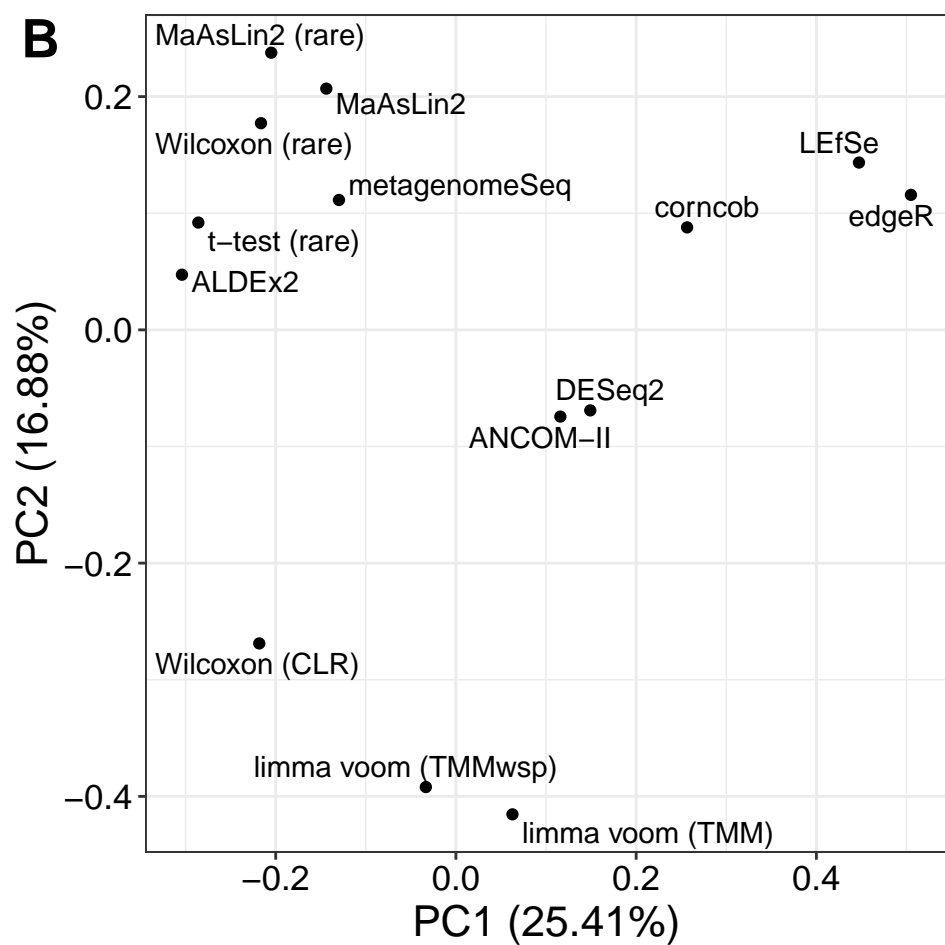 B
MaAsLin2 (rare)
MaAsLin2
Wilcoxon (rare)
LEfSe
metagenomeSeq
corncob
edgeR
t−test (rare)
ALDEx2
DESeq2
ANCOM−II
Wilcoxon (CLR)
limma voom (TMMwsp)
limma voom (TMM)
0.2
0.0
−0.2
−0.4
PC2 (16.88%)
−0.2
0.0
0.2
0.4
PC1 (25.41%)